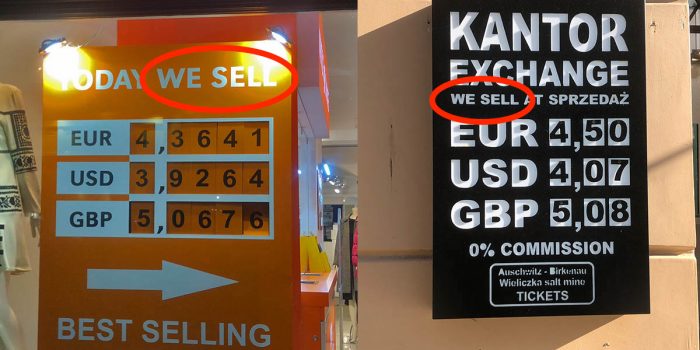 TODAY WE SELL
EUR 4,3641
USD 3,9264
GBP 5,0676
BEST SELLING
KANTOR
EXCHANGE
WE SELL AT SPRZEDAŻ
EUR 4,50
USD 4,07
GBP 5,08
0% COMMISSION
Auschwitz - Birkenau
Wieliczka salt mine
TICKETS